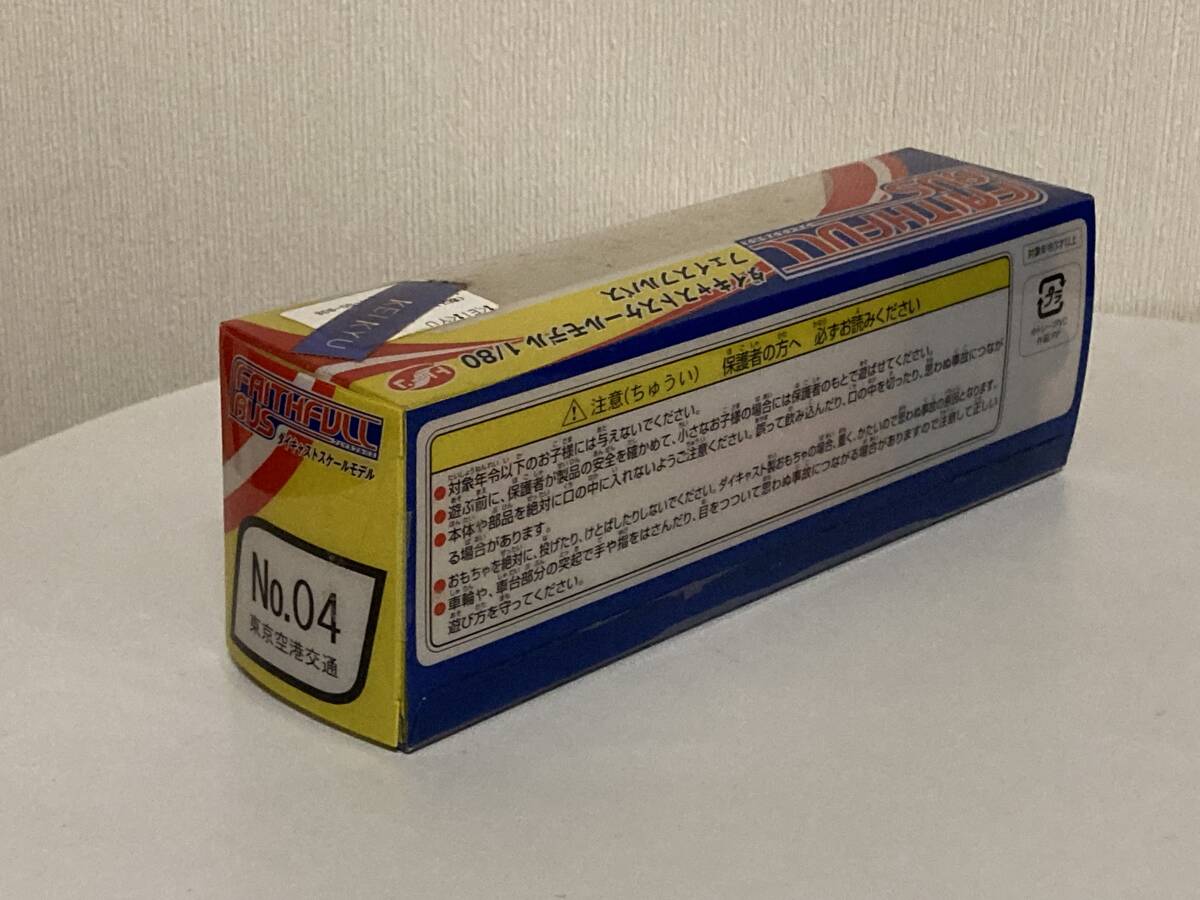 FAITHFULL
BUS
ダイキャストスケールモデル 1/80
フェイスフルバス
KEIKYU
KEIKYU
FAITHFULL
BUS
ダイキャストスケールモデル
No.04
東京空港交通
注意(ちゅうい) 保護者の方へ 必ずお読みください
● 対象年令以下のお子様には与えないでください。
● 遊ぶ前に、保護者が製品の安全を確かめて、小さなお子様の場合には保護者のもとで遊ばせてください。
● 本体や部品を絶対に口の中に入れないようご注意ください。誤って飲み込んだり、口の中を切ったり、思わぬ事故につなが
る場合があります。
● おもちゃを絶対に、投げたり、けとばしたりしないでください。ダイキャスト製おもちゃの場合、重く、かたいので思わぬ事故の原因となります。
● 車輪や、車台部分の突起で手や指をはさんだり、目をつついて思わぬ事故につながる場合がありますので注意して正しい
遊び方を守ってください。
プラ